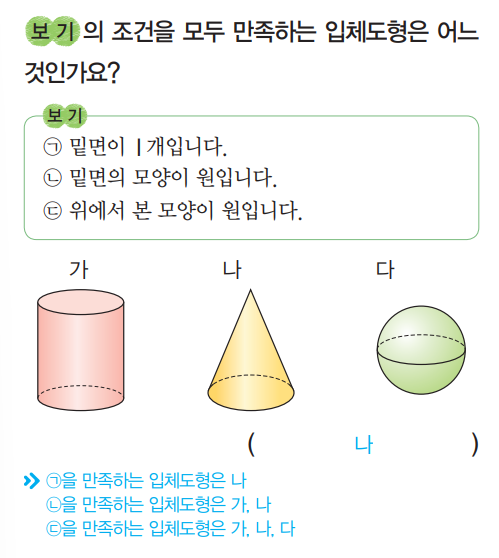 보기의 조건을 모두 만족하는 입체도형은 어느
것인가요?
보기
㉠ 밑면이 1개입니다.
㉡ 밑면의 모양이 원입니다.
㉢ 위에서 본 모양이 원입니다.
가 나 다
( 나 )
≫ ㉠을 만족하는 입체도형은 나
㉡을 만족하는 입체도형은 가, 나
㉢을 만족하는 입체도형은 가, 나, 다